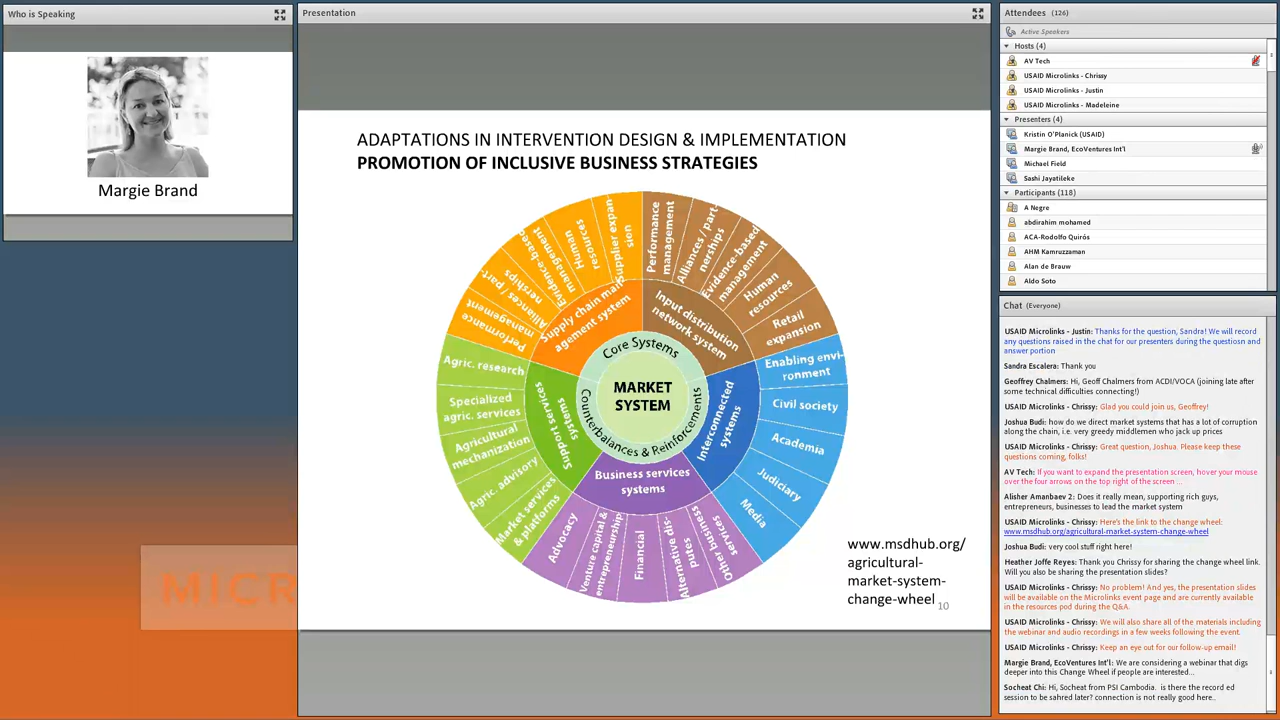 Who is Speaking
Margie Brand
Presentation
ADAPTATIONS IN INTERVENTION DESIGN & IMPLEMENTATION
PROMOTION OF INCLUSIVE BUSINESS STRATEGIES
MARKET
SYSTEM
Core Systems
Counterbalances & Reinforcements
Supply chain man-
agement system
Performance
management
Alliances / part-
nerships
Evidence-based
management
Human
resources
Supplier expan-
sion
Input distribution
network system
Performance
management
Alliances / part-
nerships
Evidence-based
management
Human
resources
Retail
expansion
Interconnected
systems
Enabling envi-
ronment
Civil society
Academia
Judiciary
Media
Business services
systems
Other business
services
Alternative dis-
putes
Financial
Venture capital &
entrepreneurship
Advocacy
Support services
systems
Market services
& platforms
Agric. advisory
Agricultural
mechanization
Specialized
agric. services
Agric. research
www.msdhub.org/
agricultural-
market-system-
change-wheel
10
MICR
Attendees (126)
Active Speakers
Hosts (4)
AV Tech
USAID Microlinks - Chrissy
USAID Microlinks - Justin
USAID Microlinks - Madeleine
Presenters (4)
Kristin O'Planick (USAID)
Margie Brand, EcoVentures Int'l
Michael Field
Sashi Jayatileke
Participants (118)
A Negre
abdirahim mohamed
ACA-Rodolfo Quirós
AHM Kamruzzaman
Alan de Brauw
Aldo Soto
Chat (Everyone)
USAID Microlinks - Justin: Thanks for the question, Sandra! We will record
any questions raised in the chat for our presenters during the questiosn and
answer portion
Sandra Escalera: Thank you
Geoffrey Chalmers: Hi, Geoff Chalmers from ACDI/VOCA (joining late after
some technical difficulties connecting!)
USAID Microlinks - Chrissy: Glad you could join us, Geoffrey!
Joshua Budi: how do we direct market systems that has a lot of corruption
along the chain, i.e. very greedy middlemen who jack up prices
USAID Microlinks - Chrissy: Great question, Joshua. Please keep these
questions coming, folks!
AV Tech: If you want to expand the presentation screen, hover your mouse
over the four arrows on the top right of the screen ...
Alisher Amanbaev 2: Does it really mean, supporting rich guys,
entrepreneurs, businesses to lead the market system
USAID Microlinks - Chrissy: Here's the link to the change wheel:
www.msdhub.org/agricultural-market-system-change-wheel
Joshua Budi: very cool stuff right here!
Heather Joffe Reyes: Thank you Chrissy for sharing the change wheel link.
Will you also be sharing the presentation slides?
USAID Microlinks - Chrissy: No problem! And yes, the presentation slides
will be available on the Microlinks event page and are currently available
in the resources pod during the Q&A.
USAID Microlinks - Chrissy: We will also share all of the materials including
the webinar and audio recordings in a few weeks following the event.
USAID Microlinks - Chrissy: Keep an eye out for our follow-up email!
Margie Brand, EcoVentures Int'l: We are considering a webinar that digs
deeper into this Change Wheel if people are interested...
Socheat Chi: Hi, Socheat from PSI Cambodia. is there the record ed
session to be sahred later? connection is not really good here..